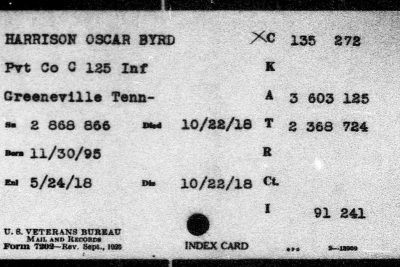 HARRISON OSCAR BYRD XC 135 272
Pvt Co C 125 Inf K
Greeneville Tenn- A 3 603 125
Sn 2 868 866 Died 10/22/18 T 2 368 724
Born 11/30/95 R
Enl 5/24/18 Dis 10/22/18 Ct.
I 91 241
U. S. VETERANS BUREAU
MAIL AND RECORDS
Form 7202—Rev. Sept., 1925 INDEX CARD